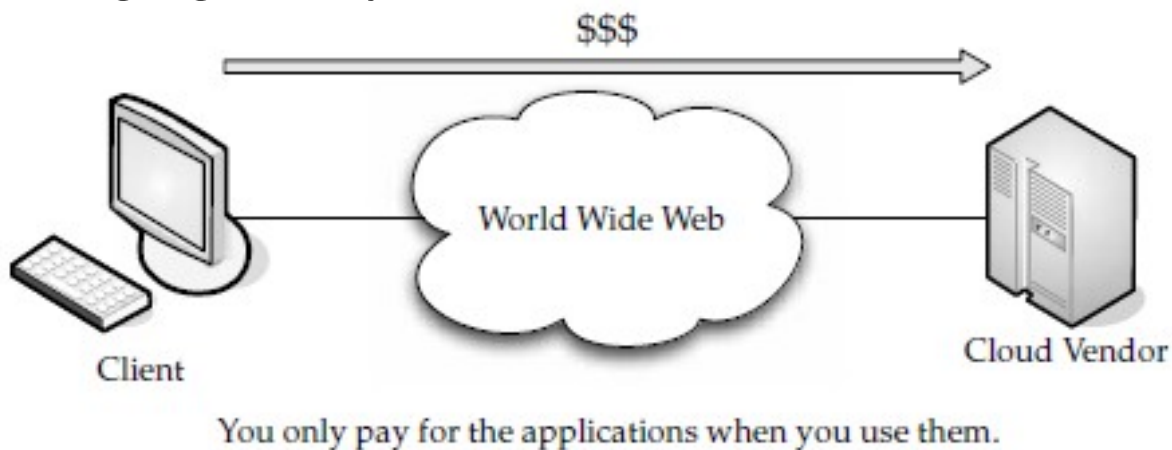 $$$
World Wide Web
Client
Cloud Vendor
You only pay for the applications when you use them.